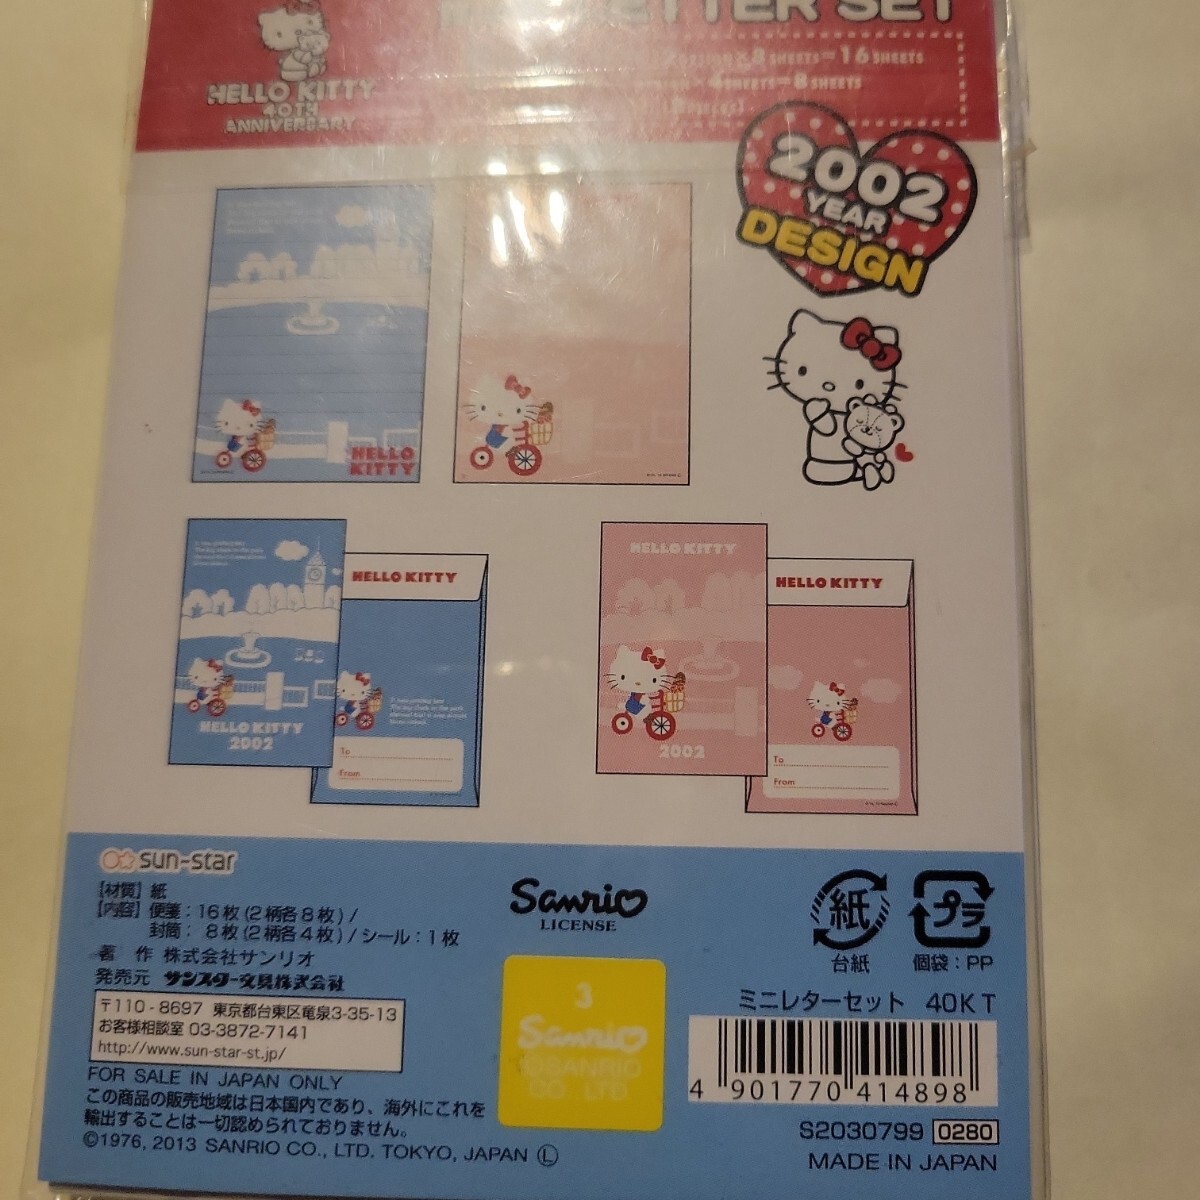 LETTER SET
8 SHEETS=16 SHEETS
4 SHEETS=8 SHEETS
HELLO KITTY
40TH
ANNIVERSARY
2002
YEAR
DESIGN
HELLO
KITTY
HELLO KITTY
2002
HELLO KITTY
To
From
HELLO KITTY
2002
HELLO KITTY
To
From
sun-star
【材質】紙
【内容】便箋：16枚(2柄各8枚)/
封筒： 8枚(2柄各4枚)/シール：1枚
著 作 株式会社サンリオ
発売元 サンスター文具株式会社
〒110-8697 東京都台東区竜泉3-35-13
お客様相談室 03-3872-7141
http://www.sun-star-st.jp/
FOR SALE IN JAPAN ONLY
この商品の販売地域は日本国内であり、海外にこれを
輸出することは一切認められておりません。
©1976, 2013 SANRIO CO., LTD. TOKYO, JAPAN Ⓛ
Sanrio
LICENSE
3
Sanrio
©SANRIO
CO., LTD.
紙
台紙
プラ
個袋：PP
ミニレターセット 40KT
4 901770 414898
S2030799 0280
MADE IN JAPAN